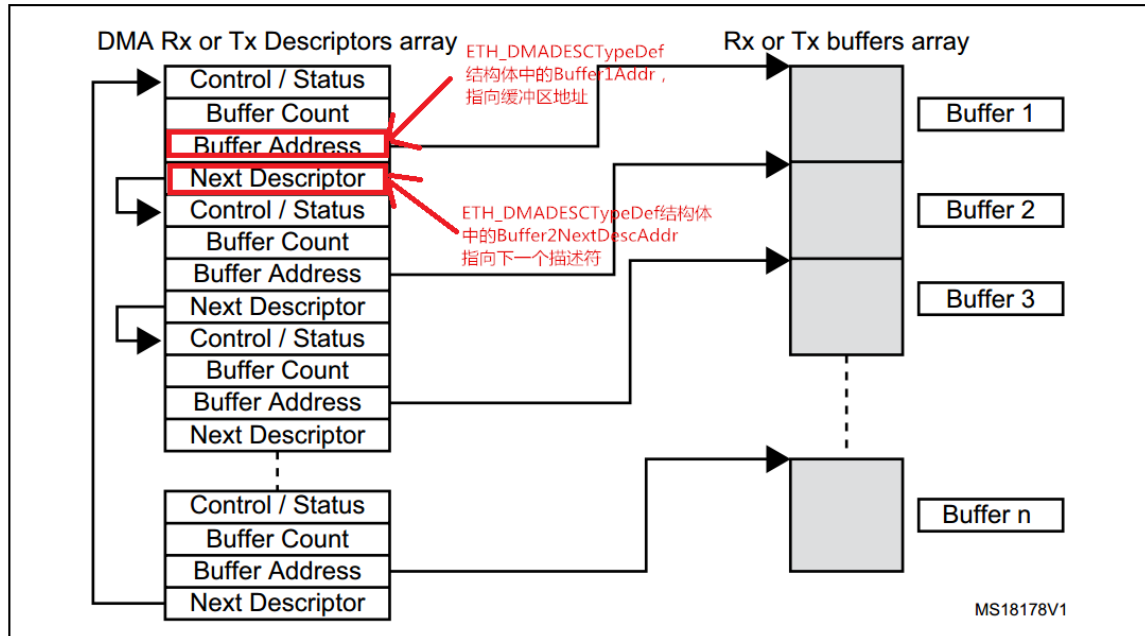 DMA Rx or Tx Descriptors array
Control / Status
Buffer Count
Buffer Address
Next Descriptor
Control / Status
Buffer Count
Buffer Address
Next Descriptor
Control / Status
Buffer Count
Buffer Address
Next Descriptor
Control / Status
Buffer Count
Buffer Address
Next Descriptor
ETH_DMADESCTypeDef
结构体中的Buffer1Addr，
指向缓冲区地址
ETH_DMADESCTypeDef结构体
中的Buffer2NextDescAddr
指向下一个描述符
Rx or Tx buffers array
Buffer 1
Buffer 2
Buffer 3
Buffer n
MS18178V1